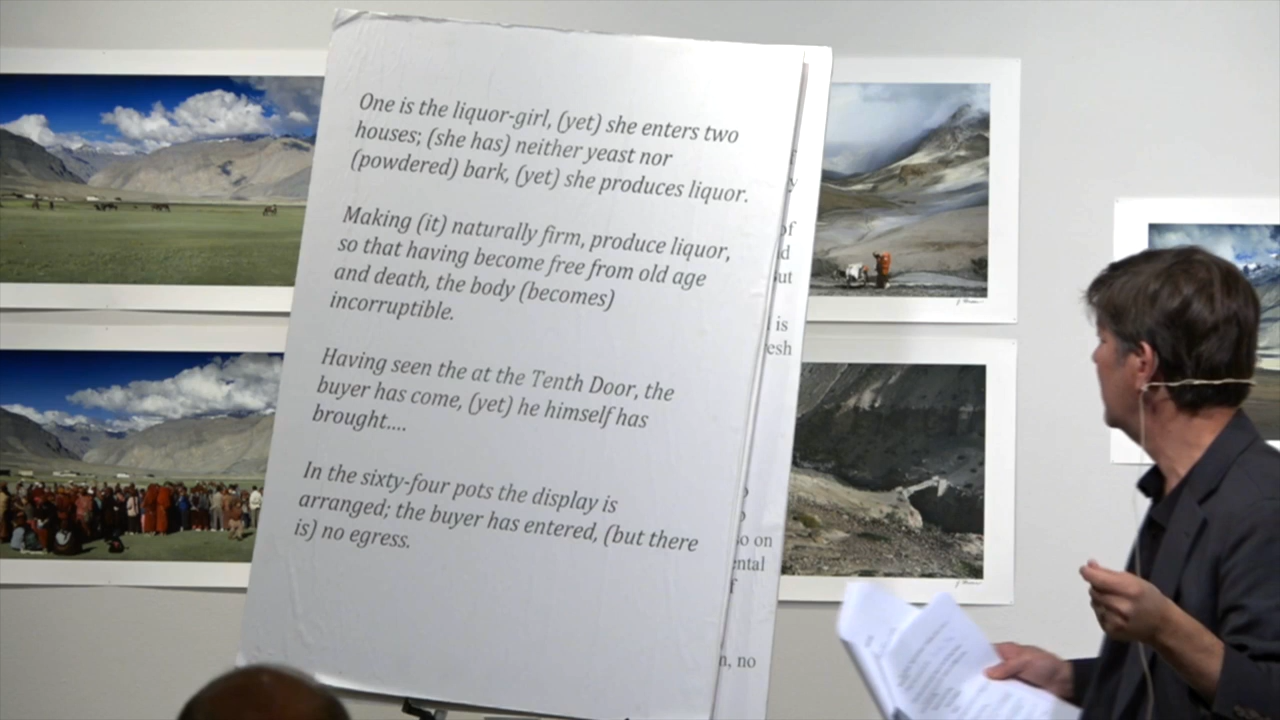 One is the liquor-girl, (yet) she enters two
houses; (she has) neither yeast nor
(powdered) bark, (yet) she produces liquor.
Making (it) naturally firm, produce liquor,
so that having become free from old age
and death, the body (becomes)
incorruptible.
Having seen the at the Tenth Door, the
buyer has come, (yet) he himself has
brought....
In the sixty-four pots the display is
arranged; the buyer has entered, (but there
is) no egress.
is
on
no